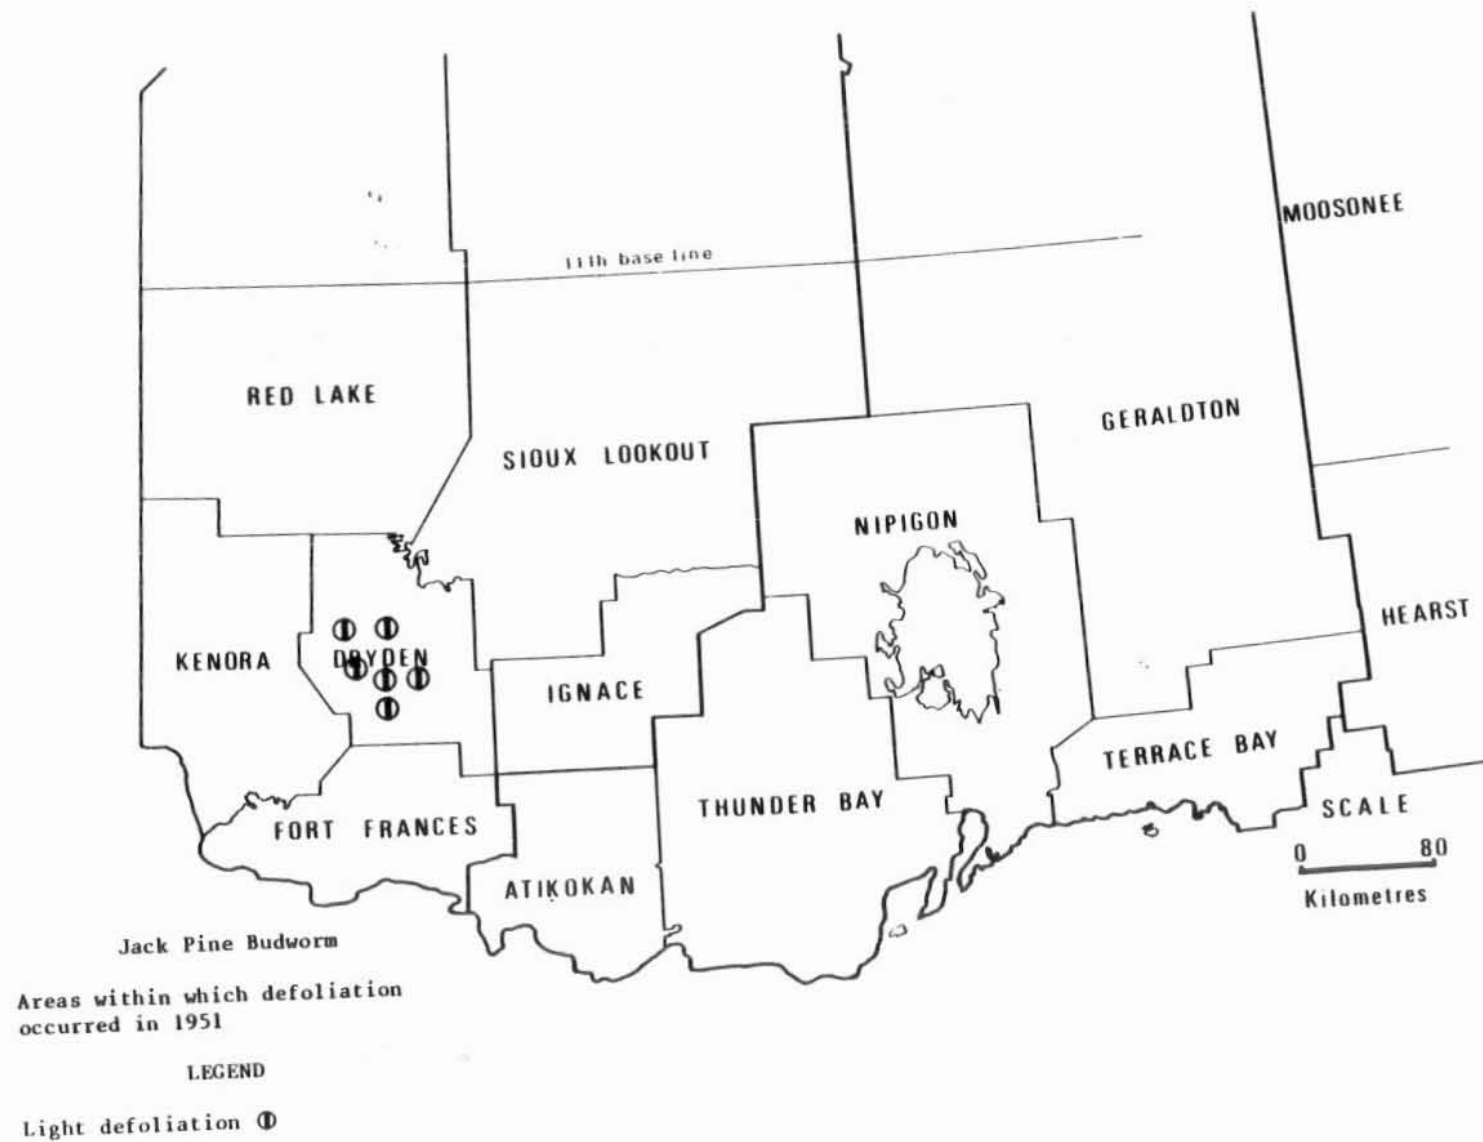 MOOSONEE
11th base line
RED LAKE
GERALDTON
SIOUX LOOKOUT
NIPIGON
HEARST
KENORA
DRYDEN
IGNACE
TERRACE BAY
THUNDER BAY
SCALE
FORT FRANCES
0 80
ATIKOKAN
Kilometres
Jack Pine Budworm
Areas within which defoliation
occurred in 1951
LEGEND
Light defoliation